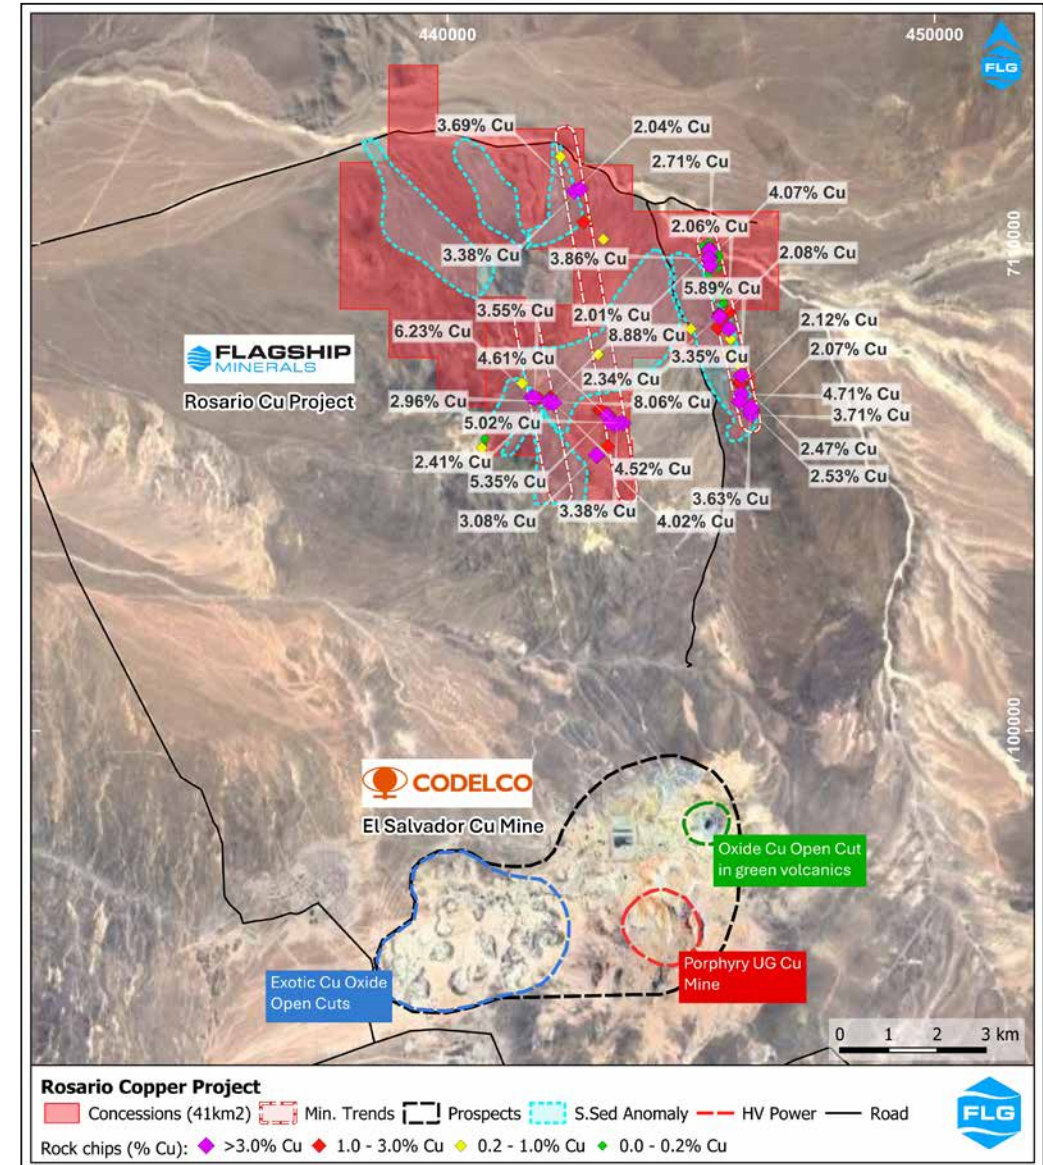 440000
450000
FLG
3.69% Cu
2.04% Cu
2.71% Cu
4.07% Cu
2.06% Cu
7110000
3.38% Cu
3.86% Cu
2.08% Cu
5.89% Cu
3.55% Cu
2.01% Cu
6.23% Cu
8.88% Cu
2.12% Cu
4.61% Cu
3.35% Cu
2.07% Cu
FLAGSHIP
MINERALS
2.34% Cu
Rosario Cu Project
2.96% Cu
8.06% Cu
4.71% Cu
5.02% Cu
3.71% Cu
2.41% Cu
4.52% Cu
2.47% Cu
5.35% Cu
2.53% Cu
3.63% Cu
3.08% Cu
3.38% Cu
4.02% Cu
7100000
CODELCO
El Salvador Cu Mine
Oxide Cu Open Cut
in green volcanics
Porphyry UG Cu
Mine
Exotic Cu Oxide
Open Cuts
0 1 2 3 km
Rosario Copper Project
Concessions (41km2) Min. Trends Prospects S.Sed Anomaly HV Power Road
Rock chips (% Cu): >3.0% Cu 1.0 - 3.0% Cu 0.2 - 1.0% Cu 0.0 - 0.2% Cu
FLG